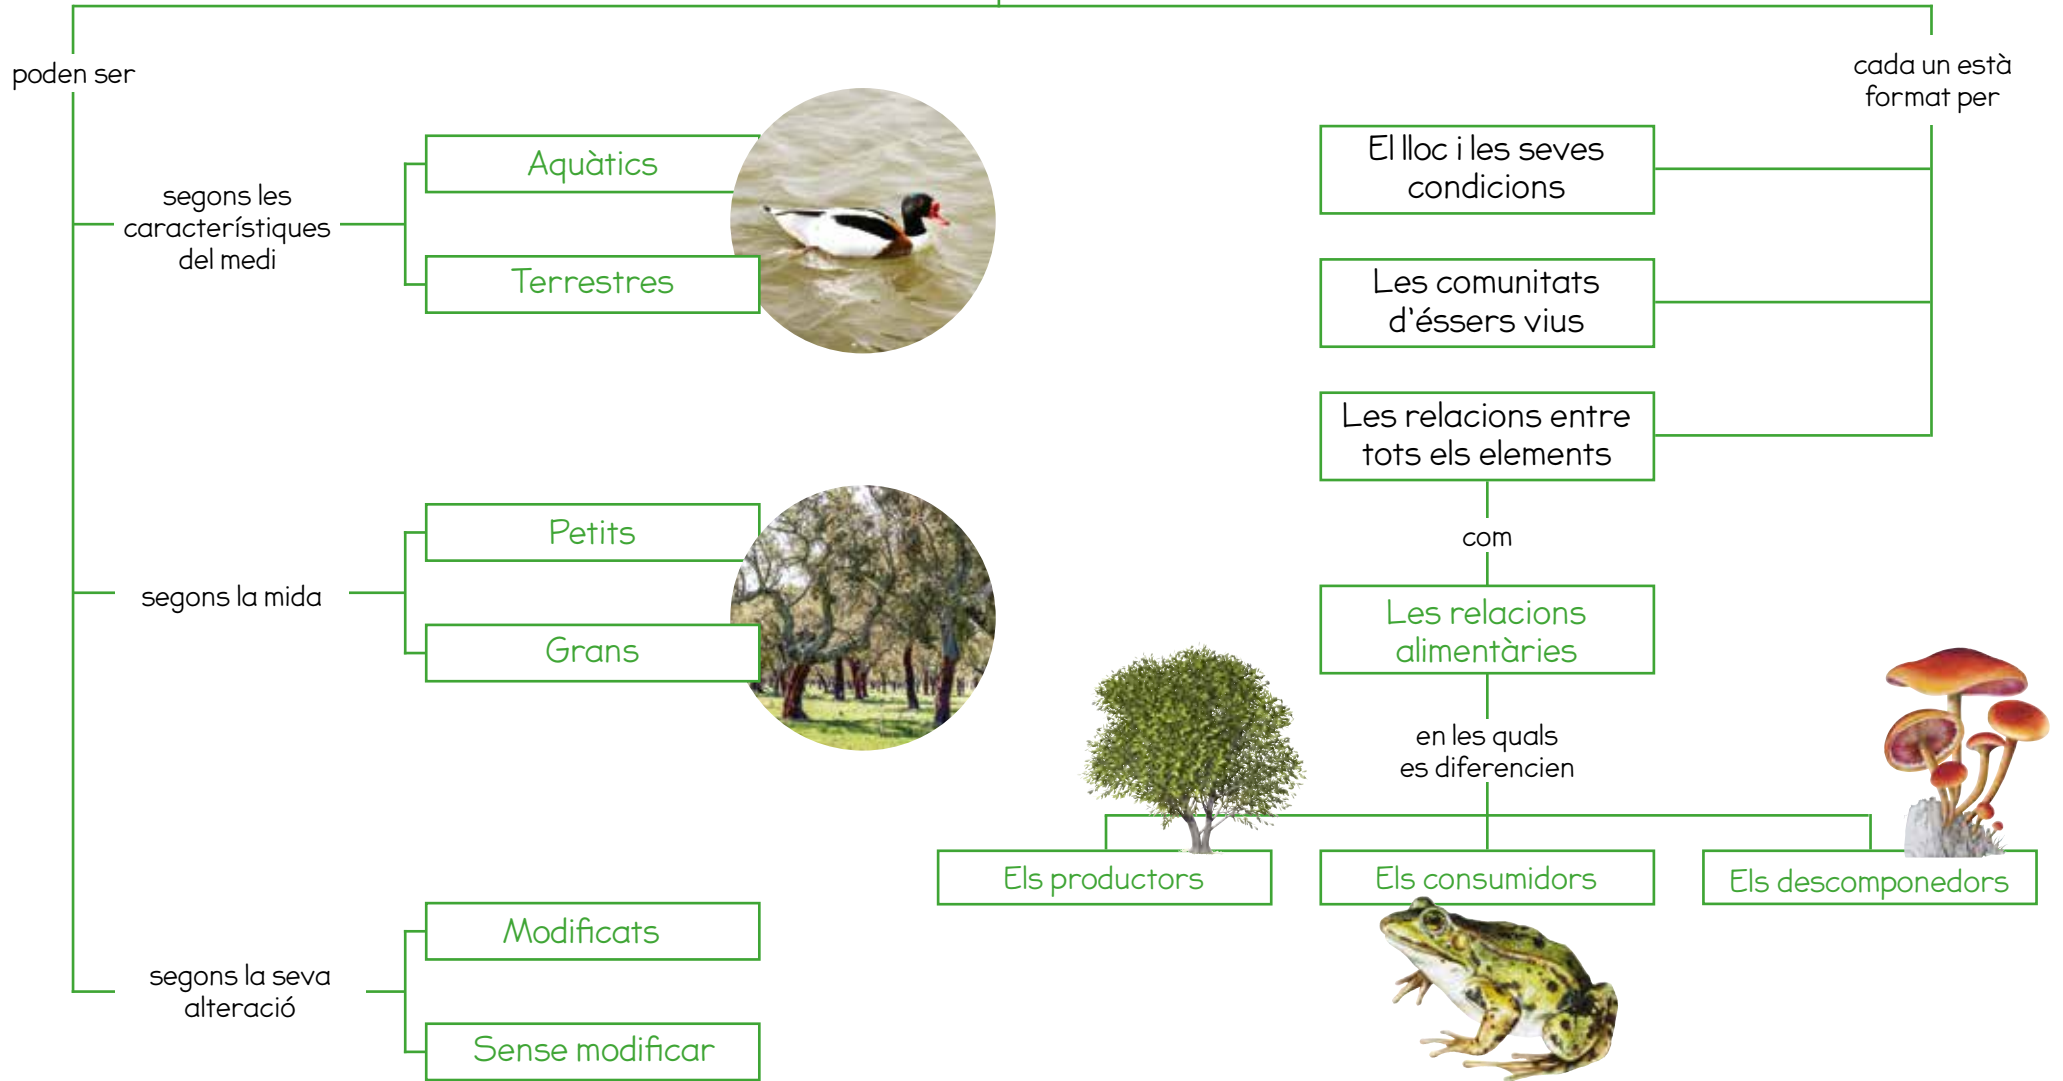 poden ser
segons les
característiques
del medi
Aquàtics
Terrestres
segons la mida
Petits
Grans
segons la seva
alteració
Modificats
Sense modificar
cada un està
format per
El lloc i les seves
condicions
Les comunitats
d'éssers vius
Les relacions entre
tots els elements
com
Les relacions
alimentàries
en les quals
es diferencien
Els productors
Els consumidors
Els descomponedors